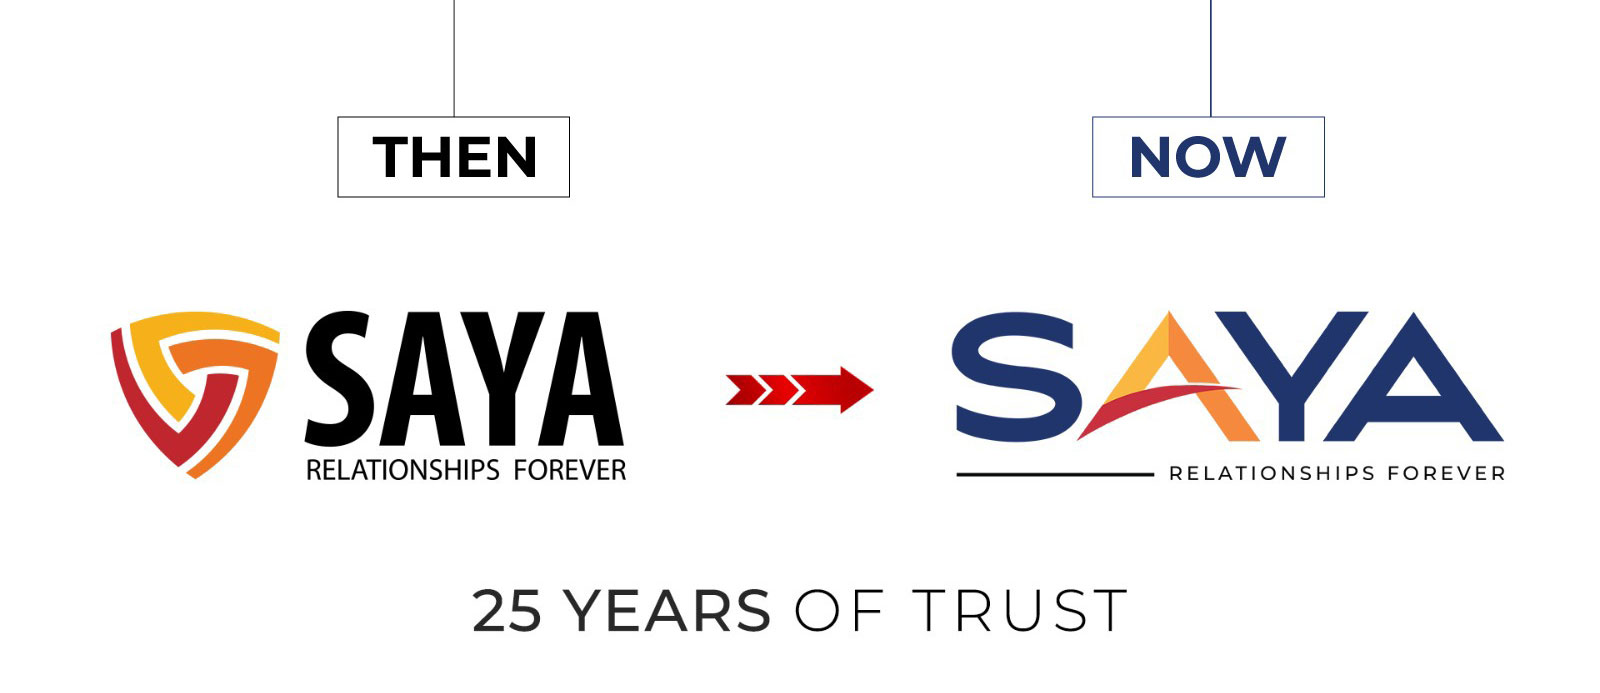 THEN
NOW
SAYA
RELATIONSHIPS FOREVER
SAYA
RELATIONSHIPS FOREVER
25 YEARS OF TRUST